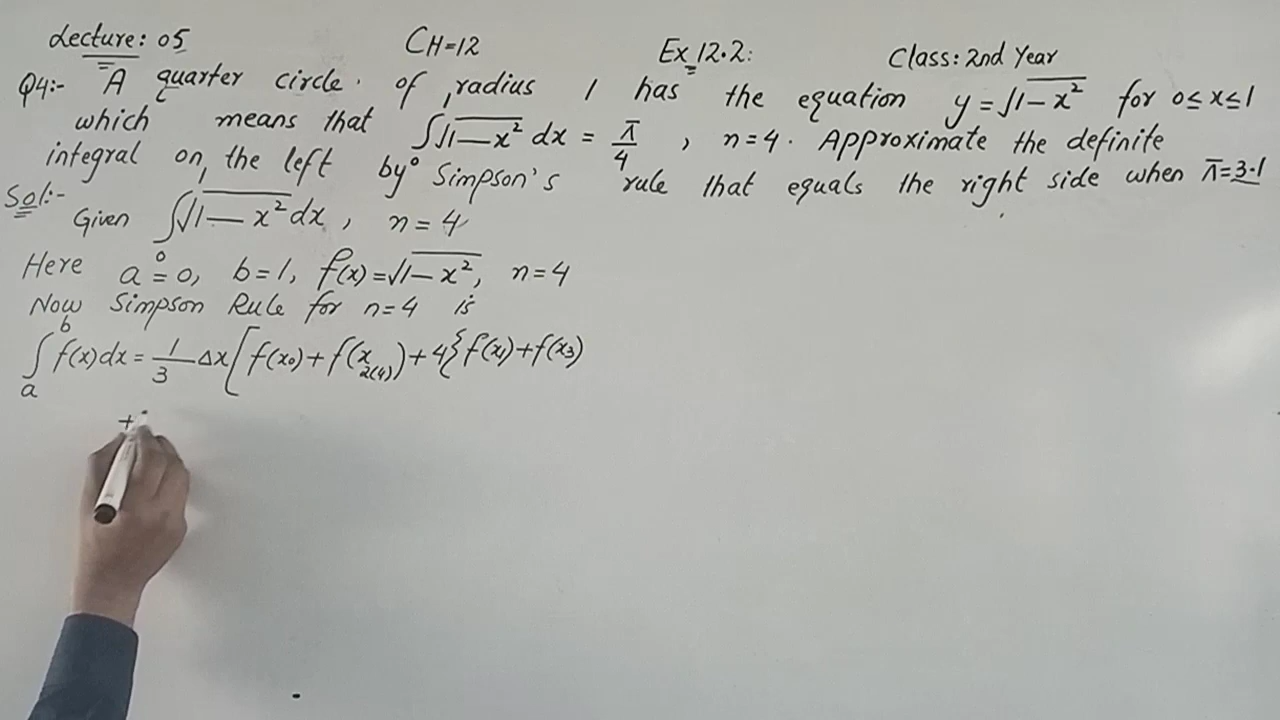 Lecture: 05 CH=12 Ex 12.2: Class: 2nd Year
Q4:- A quarter circle. of radius 1 has the equation y = √1-x² for 0≤x≤1
which means that ∫₀¹√1-x² dx = π/4 , n=4. Approximate the definite
integral on the left by Simpson's rule that equals the right side when π=3.1
Sol:-
Given ∫₀¹√1-x² dx , n=4
Here a=0, b=1, f(x)=√1-x², n=4
Now Simpson Rule for n=4 is
∫ₐᵇ f(x)dx = 1/3 Δx[f(x₀)+f(x₂₍₄₎)+4{f(x₁)+f(x₃)
+